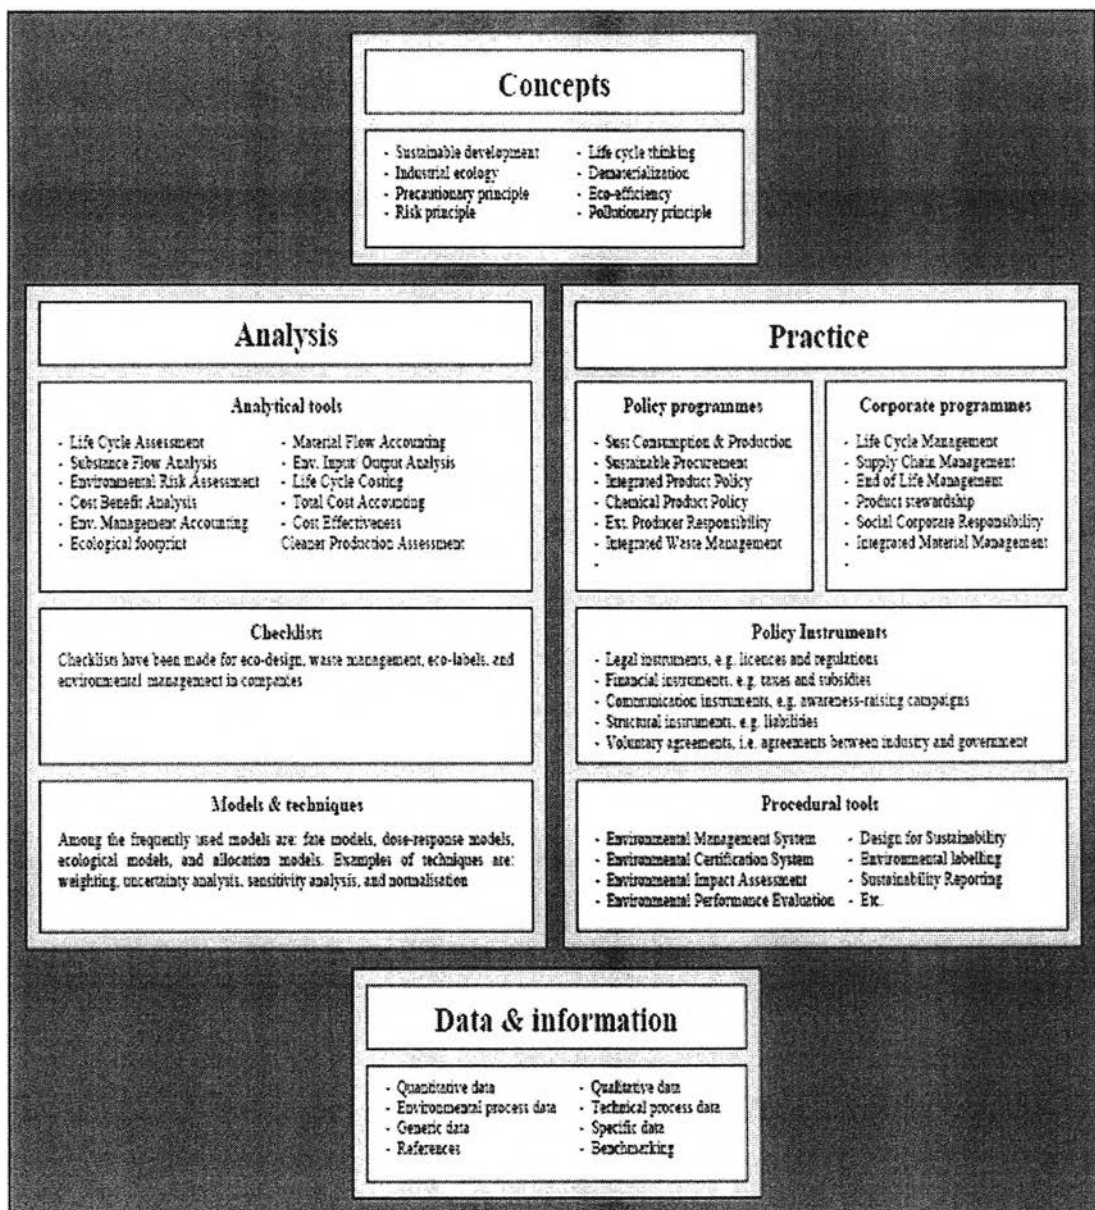 Concepts
- Sustainable development
- Industrial ecology
- Precautionary principle
- Risk principle
- Life cycle thinking
- Dematerialization
- Eco-efficiency
- Pollutionary principle
Analysis
Analytical tools
- Life Cycle Assessment
- Substance Flow Analysis
- Environmental Risk Assessment
- Cost Benefit Analysis
- Env. Management Accounting
- Ecological footprint
- Material Flow Accounting
- Env. Input/ Output Analysis
- Life Cycle Costing
- Total Cost Accounting
- Cost Effectiveness
Cleaner Production Assessment
Checklists
Checklists have been made for eco-design, waste management, eco-labels, and
environmental management in companies
Models & techniques
Among the frequently used models are: fate models, dose-response models,
ecological models, and allocation models. Examples of techniques are:
weighting, uncertainty analysis, sensitivity analysis, and normalisation
Practice
Policy programmes
- Sust Consumption & Production
- Sustainable Procurement
- Integrated Product Policy
- Chemical Product Policy
- Ext. Producer Responsibility
- Integrated Waste Management
-
Corporate programmes
- Life Cycle Management
- Supply Chain Management
- End of Life Management
- Product stewardship
- Social Corporate Responsibility
- Integrated Material Management
-
Policy Instruments
- Legal instruments, e.g. licences and regulations
- Financial instruments, e.g. taxes and subsidies
- Communication instruments, e.g. awareness-raising campaigns
- Structural instruments, e.g. liabilities
- Voluntary agreements, i.e. agreements between industry and government
Procedural tools
- Environmental Management System
- Environmental Certification System
- Environmental Impact Assessment
- Environmental Performance Evaluation
- Design for Sustainability
- Environmental labelling
- Sustainability Reporting
- Etc.
Data & information
- Quantitative data
- Environmental process data
- Generic data
- References
- Qualitative data
- Technical process data
- Specific data
- Benchmarking